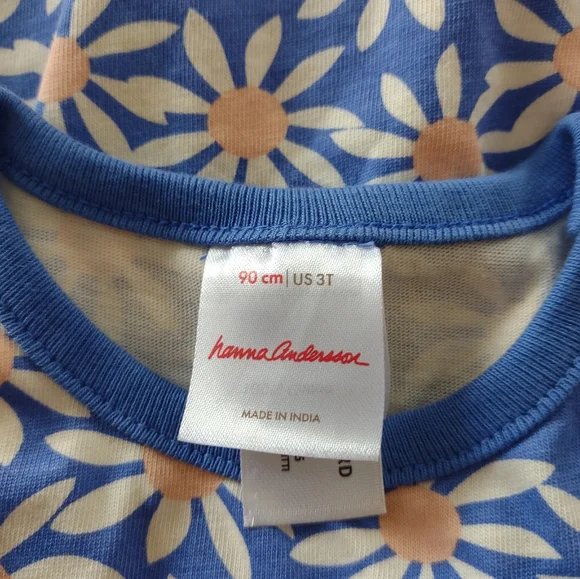 90 cm | US 3T
hanna andersson
MADE IN INDIA